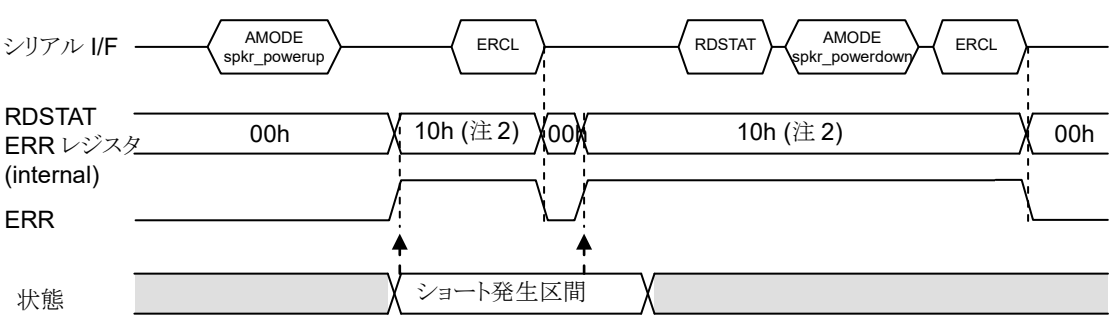 シリアル I/F
AMODE
spkr_powerup
ERCL
RDSTAT
AMODE
spkr_powerdown
ERCL
RDSTAT
ERR レジスタ
(internal)
00h
10h (注 2)
00h
10h (注 2)
00h
ERR
状態
ショート発生区間